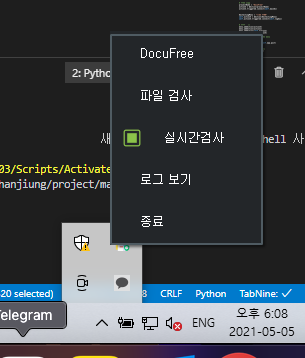 2: Pyth
DocuFree
파일 검사
실시간검사
로그 보기
종료
새
hell 사
03/Scripts/Activate
hanjiung/project/ma
-20 selected)
8
CRLF
Python
TabNine: ✓
Telegram
ENG
오후 6:08
2021-05-05